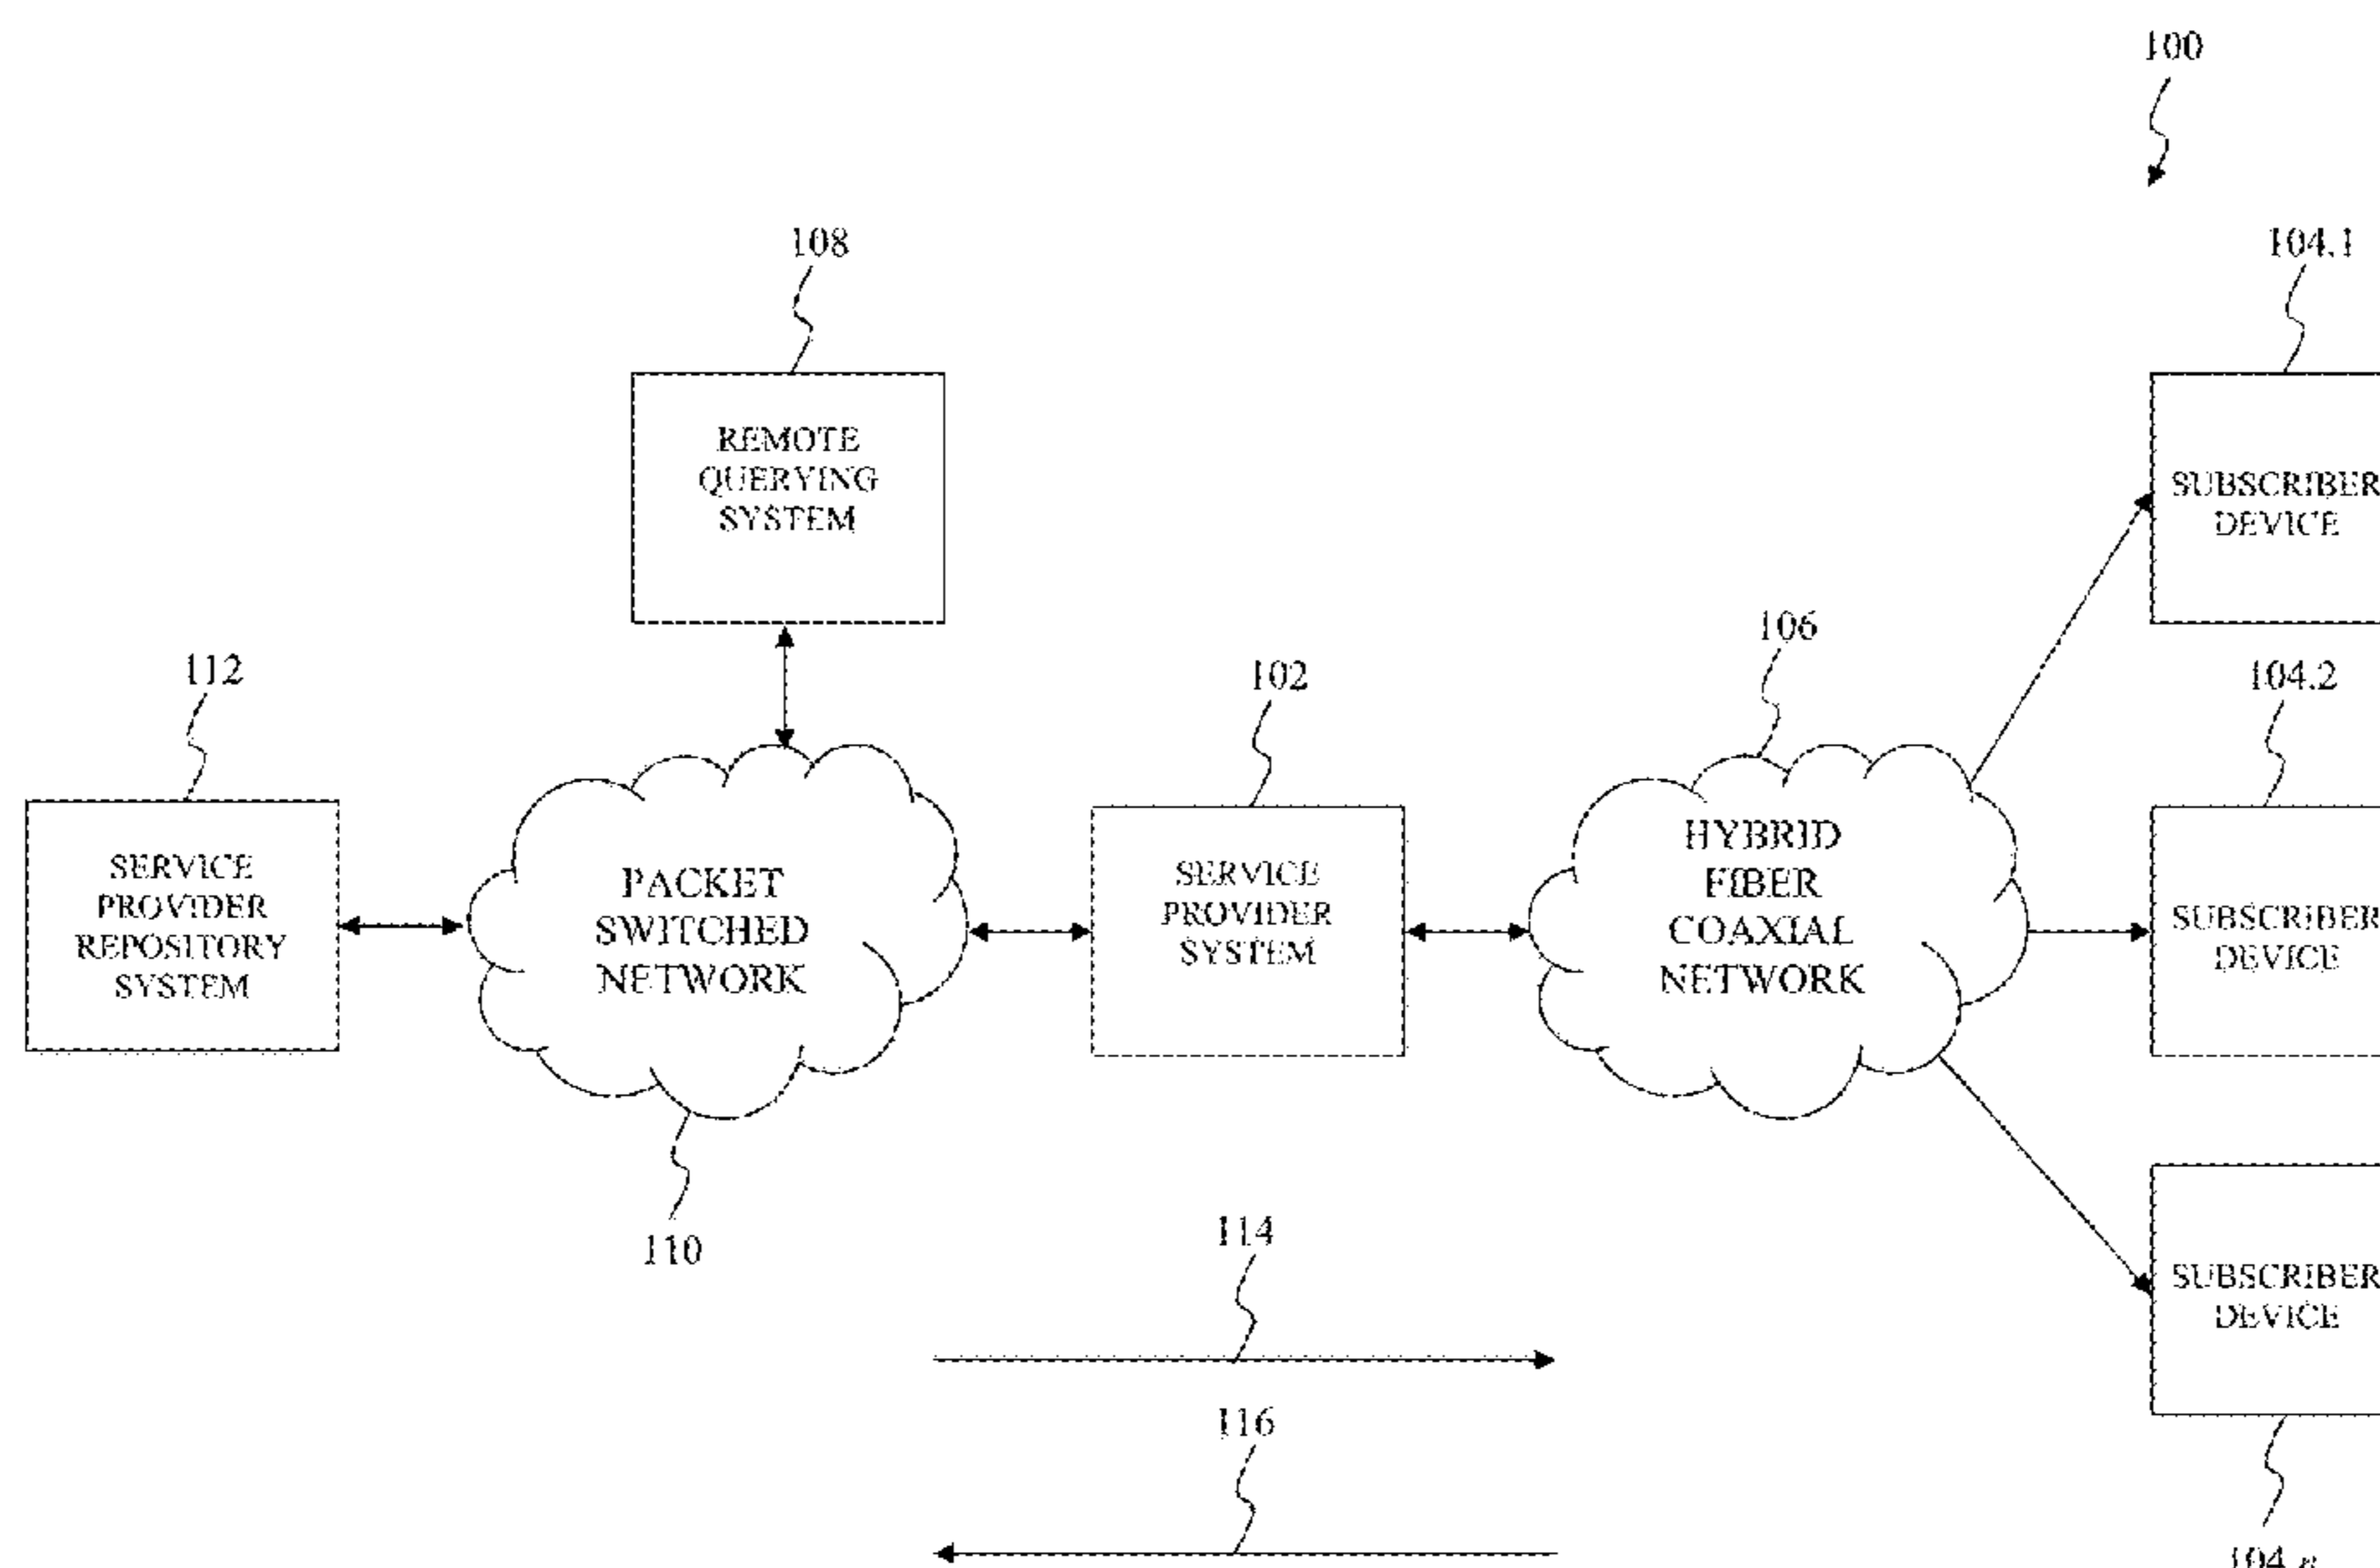 100
108
104.1
REMOTE
QUERYING
SYSTEM
SUBSCRIBER
DEVICE
112
102
106
104.2
SERVICE
PROVIDER
REPOSITORY
SYSTEM
PACKET
SWITCHED
NETWORK
SERVICE
PROVIDER
SYSTEM
HYBRID
FIBER
COAXIAL
NETWORK
SUBSCRIBER
DEVICE
110
114
SUBSCRIBER
DEVICE
116
104.n